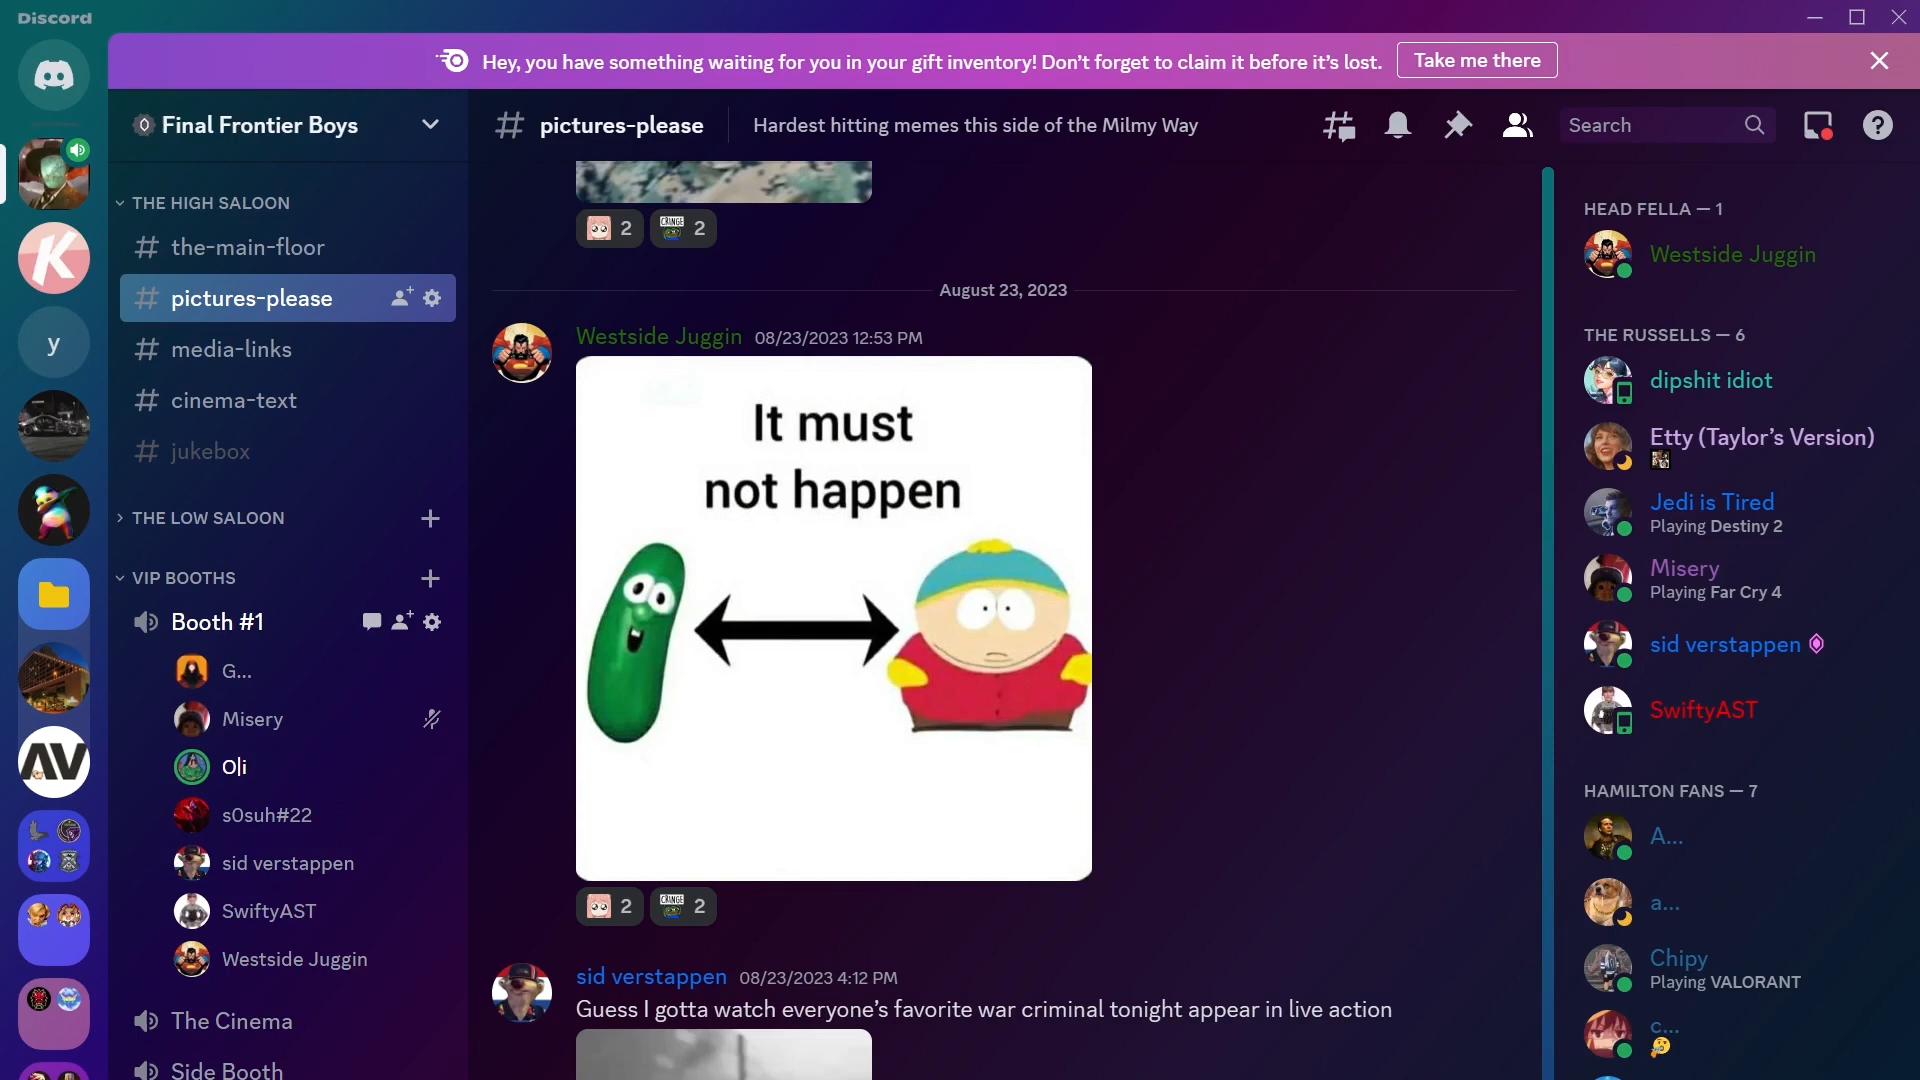 Discord
Hey, you have something waiting for you in your gift inventory! Don’t forget to claim it before it’s lost.
Take me there
Final Frontier Boys
pictures-please
Hardest hitting memes this side of the Milmy Way
Search
THE HIGH SALOON
the-main-floor
pictures-please
media-links
cinema-text
jukebox
THE LOW SALOON
VIP BOOTHS
Booth #1
G...
Misery
O|i
s0suh#22
sid verstappen
SwiftyAST
Westside Juggin
The Cinema
Side Booth
K
y
AV
2
CRINGE
2
August 23, 2023
Westside Juggin 08/23/2023 12:53 PM
It must
not happen
2
CRINGE
2
sid verstappen 08/23/2023 4:12 PM
Guess I gotta watch everyone’s favorite war criminal tonight appear in live action
HEAD FELLA — 1
Westside Juggin
THE RUSSELLS — 6
dipshit idiot
Etty (Taylor’s Version)
Jedi is Tired
Playing Destiny 2
Misery
Playing Far Cry 4
sid verstappen
SwiftyAST
HAMILTON FANS — 7
A...
a...
Chipy
Playing VALORANT
c...